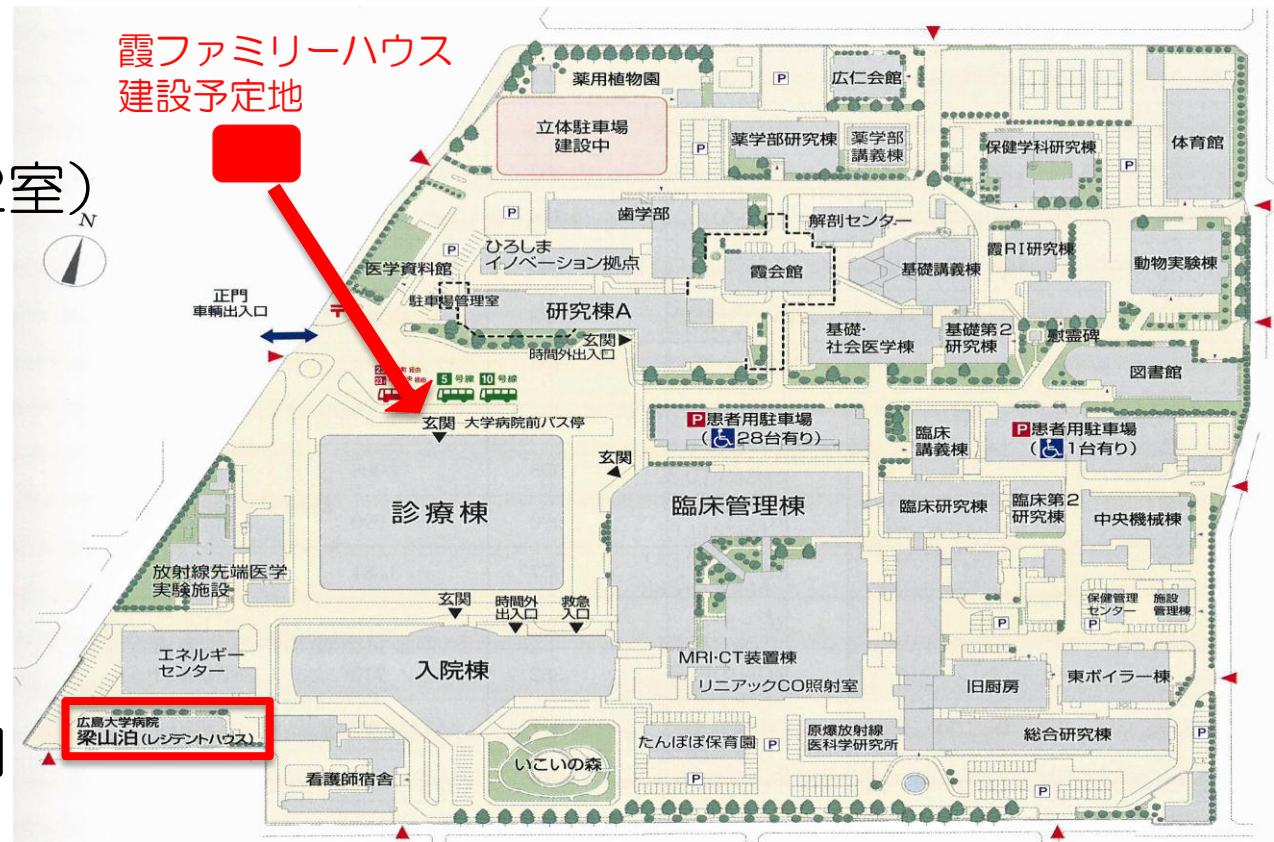 霞ファミリーハウス
建設予定地
室)
N
薬用植物園
P
広仁会館
立体駐車場
建設中
P
薬学部研究棟
薬学部
講義棟
保健学科研究棟
P
体育館
P
歯学部
解剖センター
P
ひろしま
イノベーション拠点
医学資料館
霞会館
基礎講義棟
霞RI研究棟
動物実験棟
正門
車輌出入口
〒
駐車場管理室
研究棟A
玄関
時間外出入口
基礎・
社会医学棟
基礎第2
研究棟
慰霊碑
図書館
5号線
10号線
玄関
大学病院前バス停
P患者用駐車場
(28台有り)
臨床
講義棟
P患者用駐車場
(1台有り)
玄関
診療棟
臨床管理棟
臨床研究棟
臨床第2
研究棟
中央機械棟
放射線先端医学
実験施設
玄関
時間外
出入口
救急
入口
保健管理
センター
施設
管理棟
P
P
エネルギー
センター
入院棟
MRI・CT装置棟
リニアックCO照射室
旧厨房
東ボイラー棟
広島大学病院
梁山泊(レジデントハウス)
看護師宿舎
いこいの森
たんぽぽ保育園
P
原爆放射線
医科学研究所
総合研究棟
P
P
P